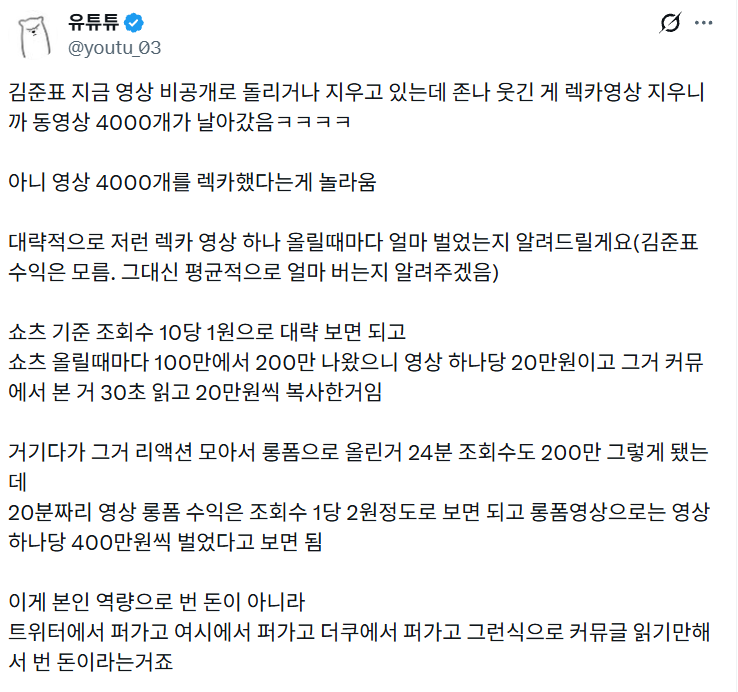 유튜튜
@youtu_03
김준표 지금 영상 비공개로 돌리거나 지우고 있는데 존나 웃긴 게 렉카영상 지우니
까 동영상 4000개가 날아갔음ㅋㅋㅋㅋ
아니 영상 4000개를 렉카했다는게 놀라움
대략적으로 저런 렉카 영상 하나 올릴때마다 얼마 벌었는지 알려드릴게요(김준표
수익은 모름. 그대신 평균적으로 얼마 버는지 알려주겠음)
쇼츠 기준 조회수 10당 1원으로 대략 보면 되고
쇼츠 올릴때마다 100만에서 200만 나왔으니 영상 하나당 20만원이고 그거 커뮤
에서 본 거 30초 읽고 20만원씩 복사한거임
거기다가 그거 리액션 모아서 롱폼으로 올린거 24분 조회수도 200만 그렇게 됐는
데
20분짜리 영상 롱폼 수익은 조회수 1당 2원정도로 보면 되고 롱폼영상으로는 영상
하나당 400만원씩 벌었다고 보면 됨
이게 본인 역량으로 번 돈이 아니라
트위터에서 퍼가고 여시에서 퍼가고 더쿠에서 퍼가고 그런식으로 커뮤글 읽기만해
서 번 돈이라는거죠